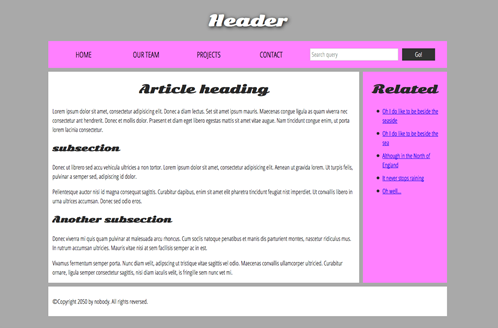 Header
HOME OUR TEAM PROJECTS CONTACT Search query Go!
Article heading
Lorem ipsum dolor sit amet, consectetur adipisicing elit. Donec a diam lectus. Set sit amet ipsum mauris. Maecenas congue ligula as quam viverra nec
consectetur ant hendrerit. Donec et mollis dolor. Praesent et diam eget libero egestas mattis sit amet vitae augue. Nam tincidunt congue enim, ut porta
lorem lacinia consectetur.
subsection
Donec ut librero sed accu vehicula ultricies a non tortor. Lorem ipsum dolor sit amet, consectetur adipisicing elit. Aenean ut gravida lorem. Ut turpis felis,
pulvinar a semper sed, adipiscing id dolor.
Pelientesque auctor nisi id magna consequat sagittis. Curabitur dapibus, enim sit amet elit pharetra tincidunt feugiat nist imperdiet. Ut convallis libero in
urna ultrices accumsan. Donec sed odio eros.
Another subsection
Donec viverra mi quis quam pulvinar at malesuada arcu rhoncus. Cum soclis natoque penatibus et manis dis parturient montes, nascetur ridiculus mus.
In rutrum accumsan ultricies. Mauris vitae nisi at sem facilisis semper ac in est.
Vivamus fermentum semper porta. Nunc diam velit, adipscing ut tristique vitae sagittis vel odio. Maecenas convallis ullamcorper ultricied. Curabitur
ornare, ligula semper consectetur sagittis, nisi diam iaculis velit, is fringille sem nunc vet mi.
Related
Oh I do like to be beside the
seaside
Oh I do like to be beside the
sea
Although in the North of
England
It never stops raining
Oh well...
©Copyright 2050 by nobody. All rights reversed.